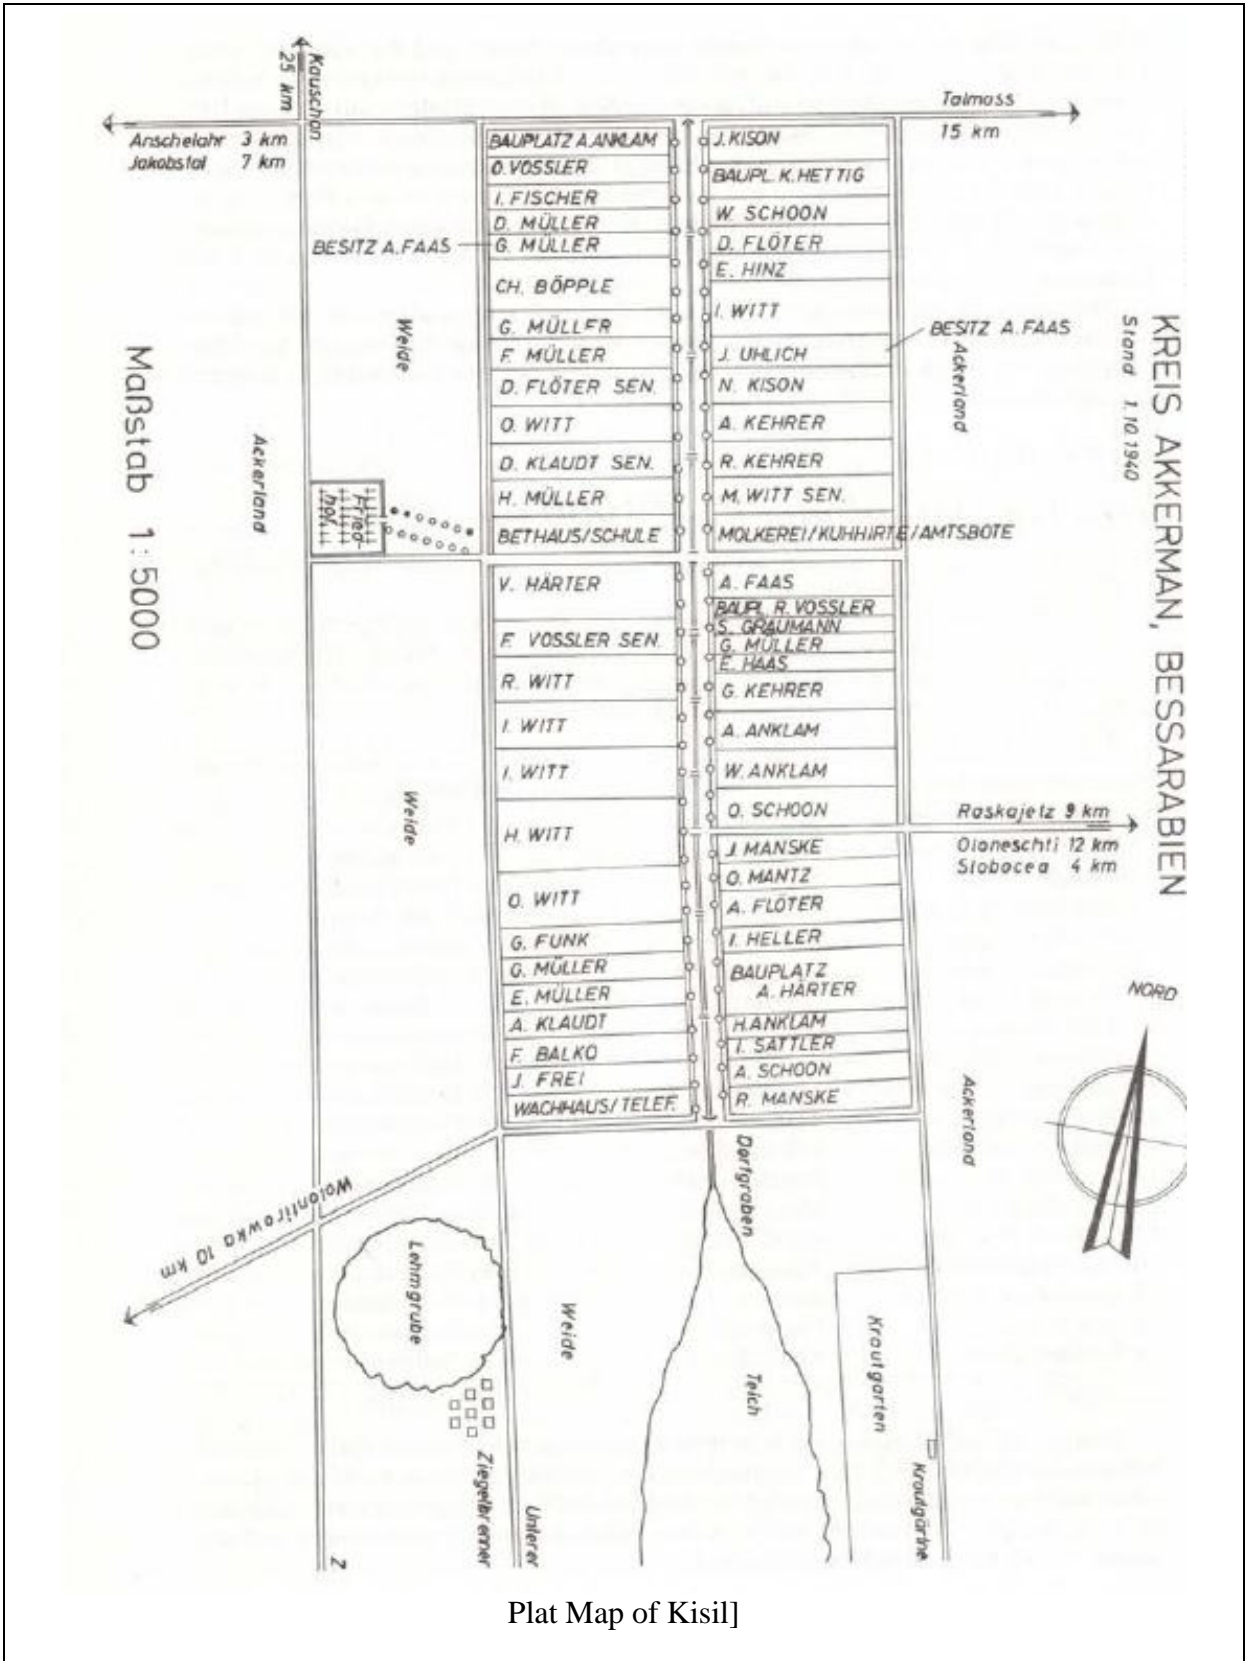 Kauschan
25 km
Talmoss
15 km
Anschelahr 3 km
Jakobstal 7 km
BAUPLATZ A.ANKLAM
O.VOSSLER
I. FISCHER
D. MÜLLER
G. MÜLLER
BESITZ A.FAAS
CH. BÖPPLE
G. MÜLLER
F. MÜLLER
D. FLÖTER SEN.
O. WITT
D. KLAUDT SEN.
H. MÜLLER
BETHAUS/SCHULE
J. KISON
BAUPL. K. HETTIG
W. SCHOON
D. FLÖTER
E. HINZ
I. WITT
J. UHLICH
BESITZ A. FAAS
N. KISON
A. KEHRER
R. KEHRER
M. WITT SEN.
MOLKEREI/KUHHIRTE/AMTSBOTE
Weide
Ackerland
Ackerland
Fried-
hof
Maßstab 1:5000
KREIS AKKERMAN, BESSARABIEN
Stand 1.10.1940
V. HÄRTER
F. VOSSLER SEN.
R. WITT
I. WITT
I. WITT
H. WITT
O. WITT
G. FUNK
G. MÜLLER
E. MÜLLER
A. KLAUDT
F. BALKO
J. FREI
WACHHAUS/TELEF.
A. FAAS
BAUPL. R. VOSSLER
S. GRAUMANN
G. MÜLLER
E. HAAS
G. KEHRER
A. ANKLAM
W. ANKLAM
O. SCHOON
J. MANSKE
O. MANTZ
A. FLÖTER
I. HELLER
BAUPLATZ
A. HÄRTER
H. ANKLAM
I. SATTLER
A. SCHOON
R. MANSKE
Raskajetz 9 km
Oloneschti 12 km
Slobocea 4 km
Weide
NORD
Ackerland
Wolontirowka 10 km
Dorfgraben
Lehmgrube
Weide
Teich
Krautgarten
Krautgärtne
Ziegelbrenner
Unterer
Z
Plat Map of Kisil]